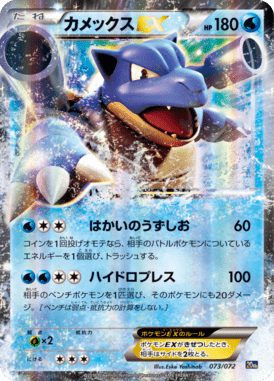 たね カメックスEX HP180
はかいのうずしお 60
コインを1回投げオモテなら、相手のバトルポケモンについている
エネルギーを1個選び、トラッシュする。
ハイドロプレス 100
相手のベンチポケモンを1匹選び、そのポケモンにも20ダメー
ジ。[ベンチは弱点・抵抗力の計算をしない。]
弱点 抵抗力
×2
にげる
ポケモンEXのルール
ポケモンEXがきぜつしたとき、
相手はサイドを2枚とる。
Illus.Eske Yoshinob 073/072